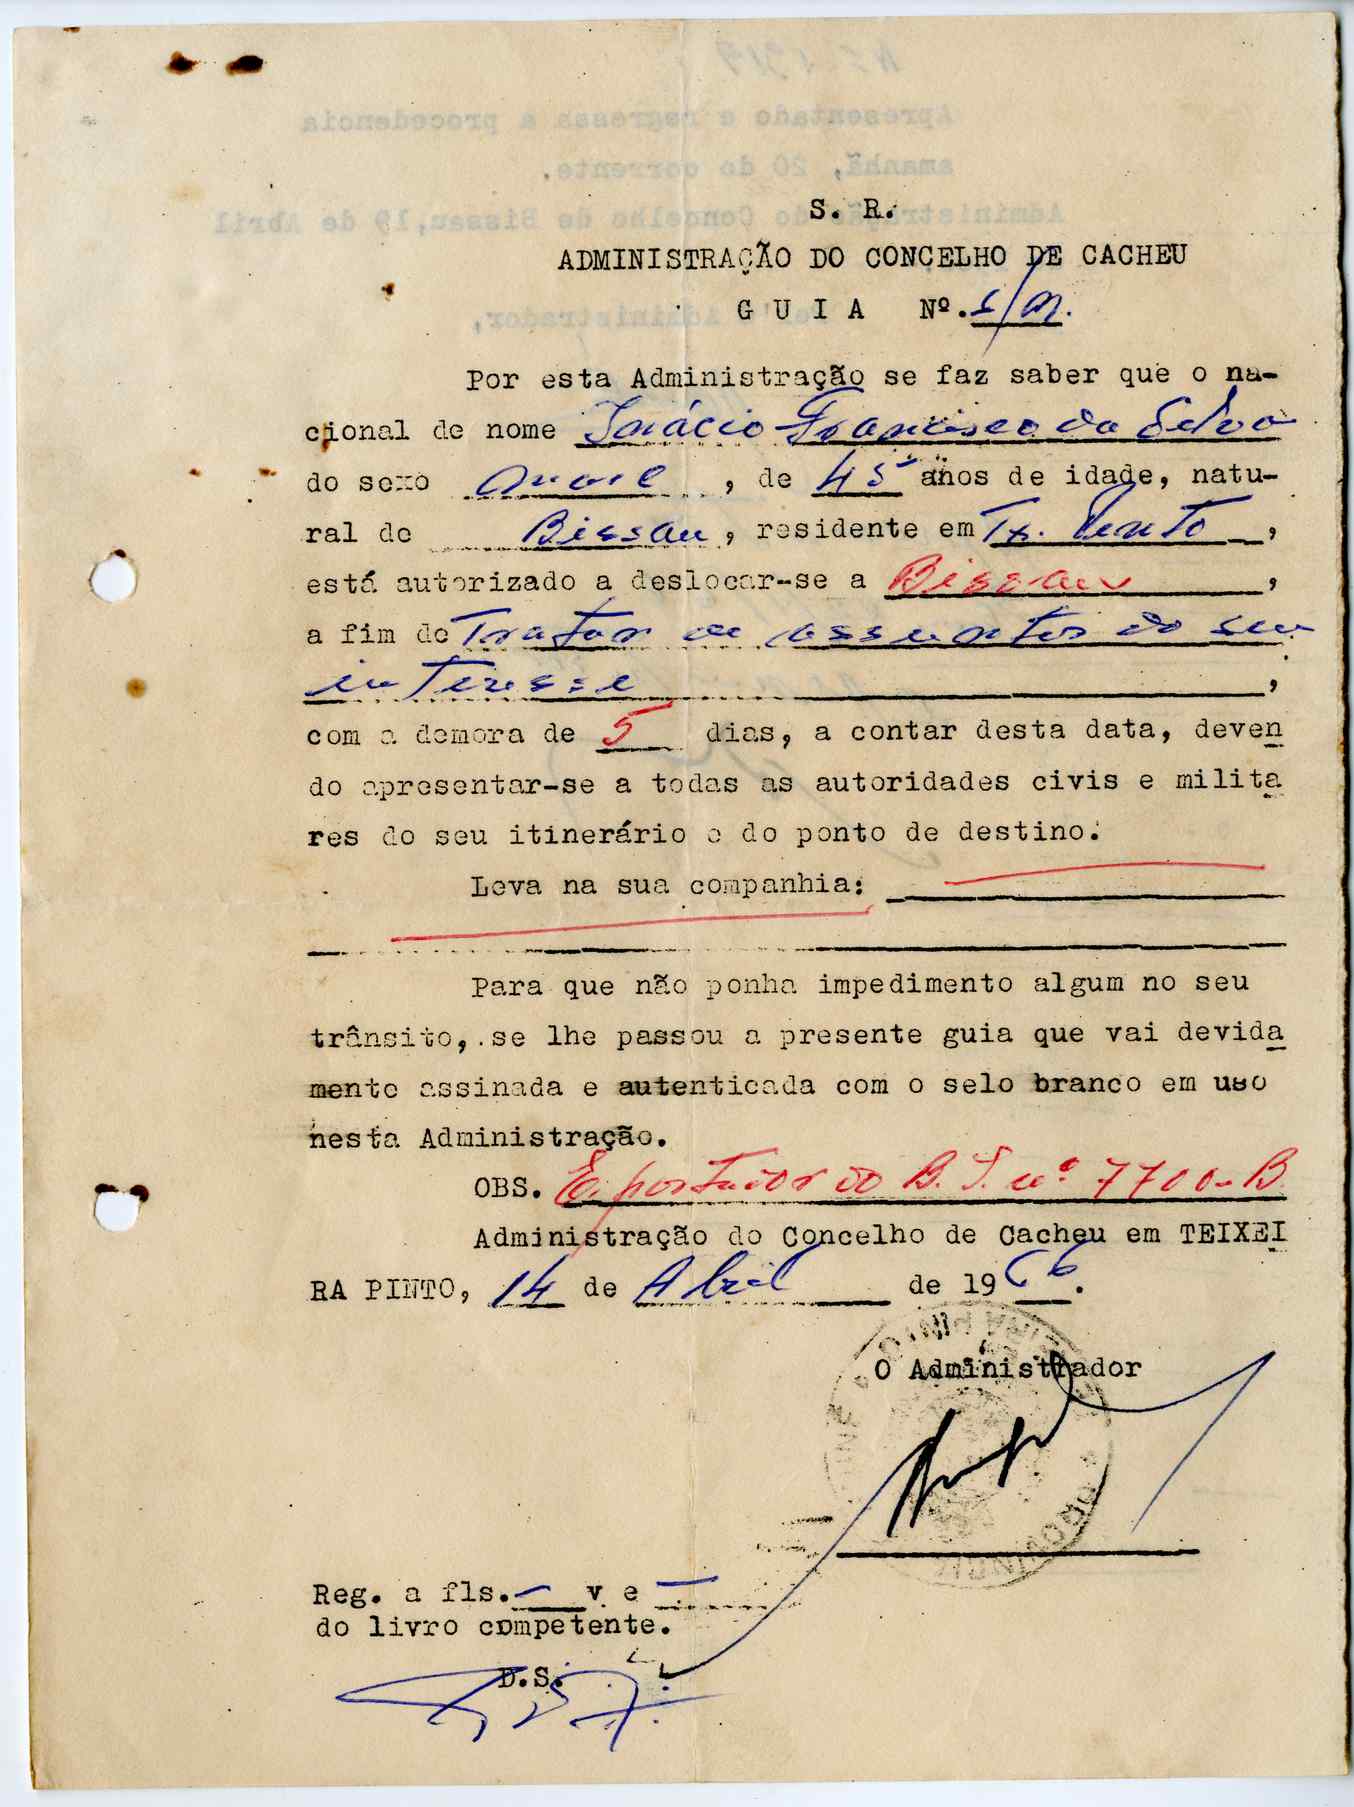 S. R.
ADMINISTRAÇÃO DO CONCELHO DE CACHEU
G U I A Nº. s/n.
Por esta Administração se faz saber que o na-
cional de nome Inácio Francisco da Silva
do sexo masc , de 45 anos de idade, natu-
ral de Bissau, residente em Tx. Pinto ,
está autorizado a deslocar-se a Bissau ,
a fim de Tratar de assuntos do seu
interesse ,
com a demora de 5 dias, a contar desta data, deven
do apresentar-se a todas as autoridades civis e milita
res do seu itinerário e do ponto de destino.
Leva na sua companhia:
Para que não ponha impedimento algum no seu
trânsito, se lhe passou a presente guia que vai devida
mente assinada e autenticada com o selo branco em uso
nesta Administração.
OBS. É portador do B. I. nº 7700-B
Administração do Concelho de Cacheu em TEIXEI
RA PINTO, 14 de Abril de 1966.
O Administrador
Reg. a fls. — v e —
do livro competente.
D.S.